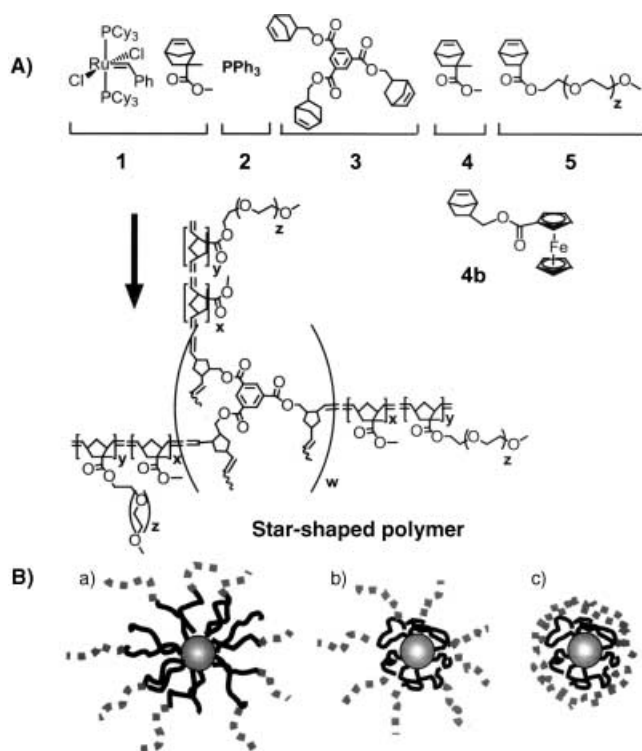 A)
PCy₃
Cl
Ru
Cl
Ph
PCy₃
O
O
PPh₃
O
O
O
O
O
O
O
O
O
O
O
z
1
2
3
4
5
O
O
Fe
4b
O
O
O
z
y
O
O
x
O
O
O
O
O
O
w
x
O
O
y
O
O
O
z
y
O
O
x
O
O
O
z
O
Star-shaped polymer
B)
a)
b)
c)